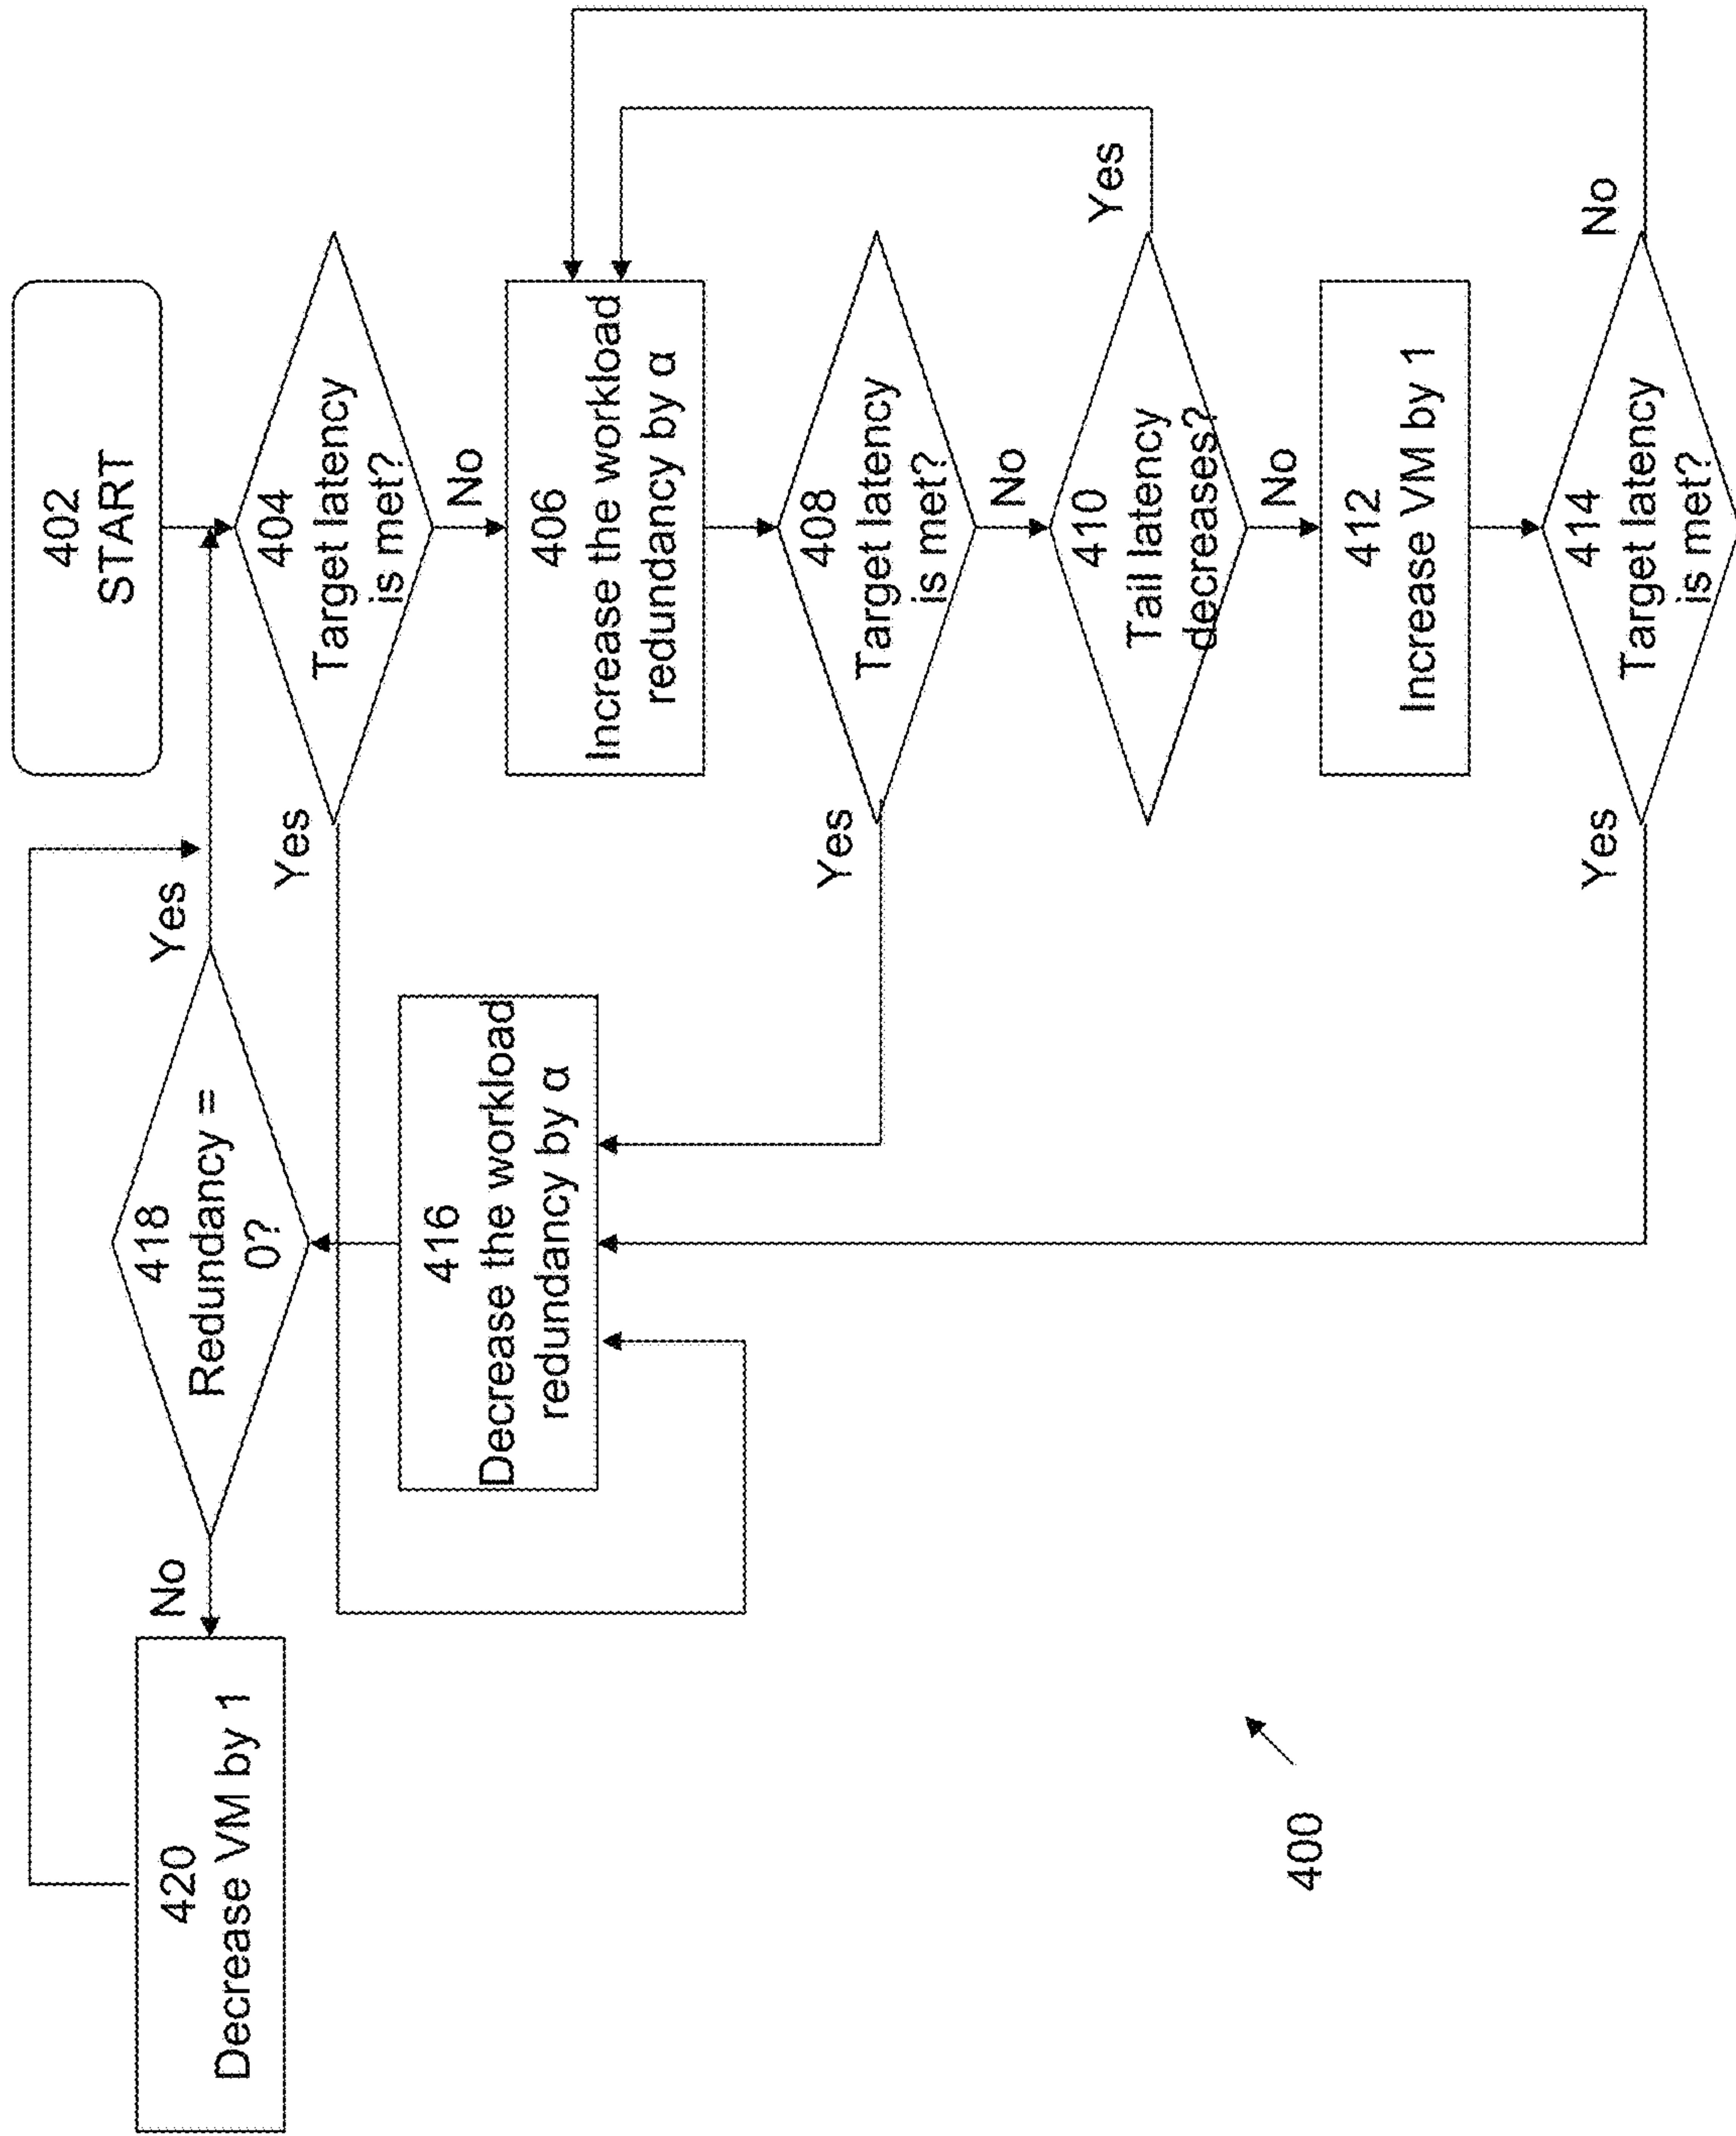 402
START
404
Target latency
is met?
Yes
No
406
Increase the workload
redundancy by α
408
Target latency
is met?
Yes
No
410
Tail latency
decreases?
Yes
No
412
Increase VM by 1
414
Target latency
is met?
Yes
No
416
Decrease the workload
redundancy by α
418
Redundancy =
0?
Yes
No
420
Decrease VM by 1
400